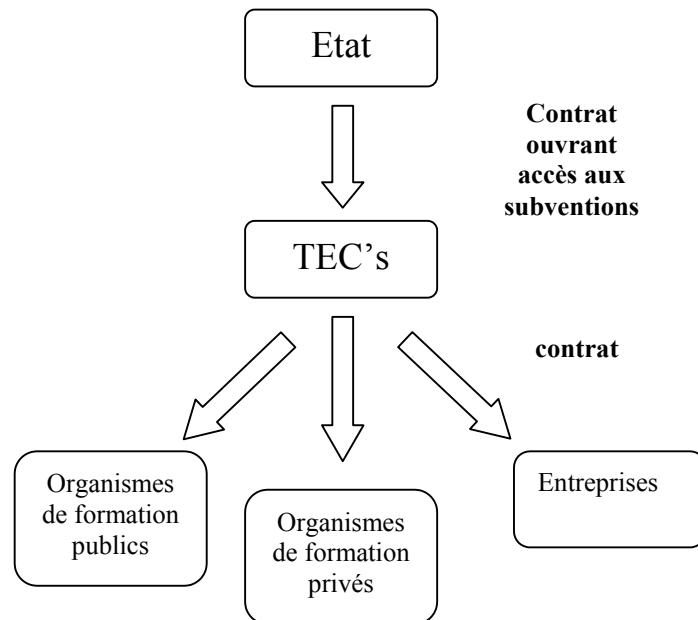 Etat
Contrat
ouvrant
accès aux
subventions
TEC’s
contrat
Organismes
de formation
publics
Organismes
de formation
privés
Entreprises